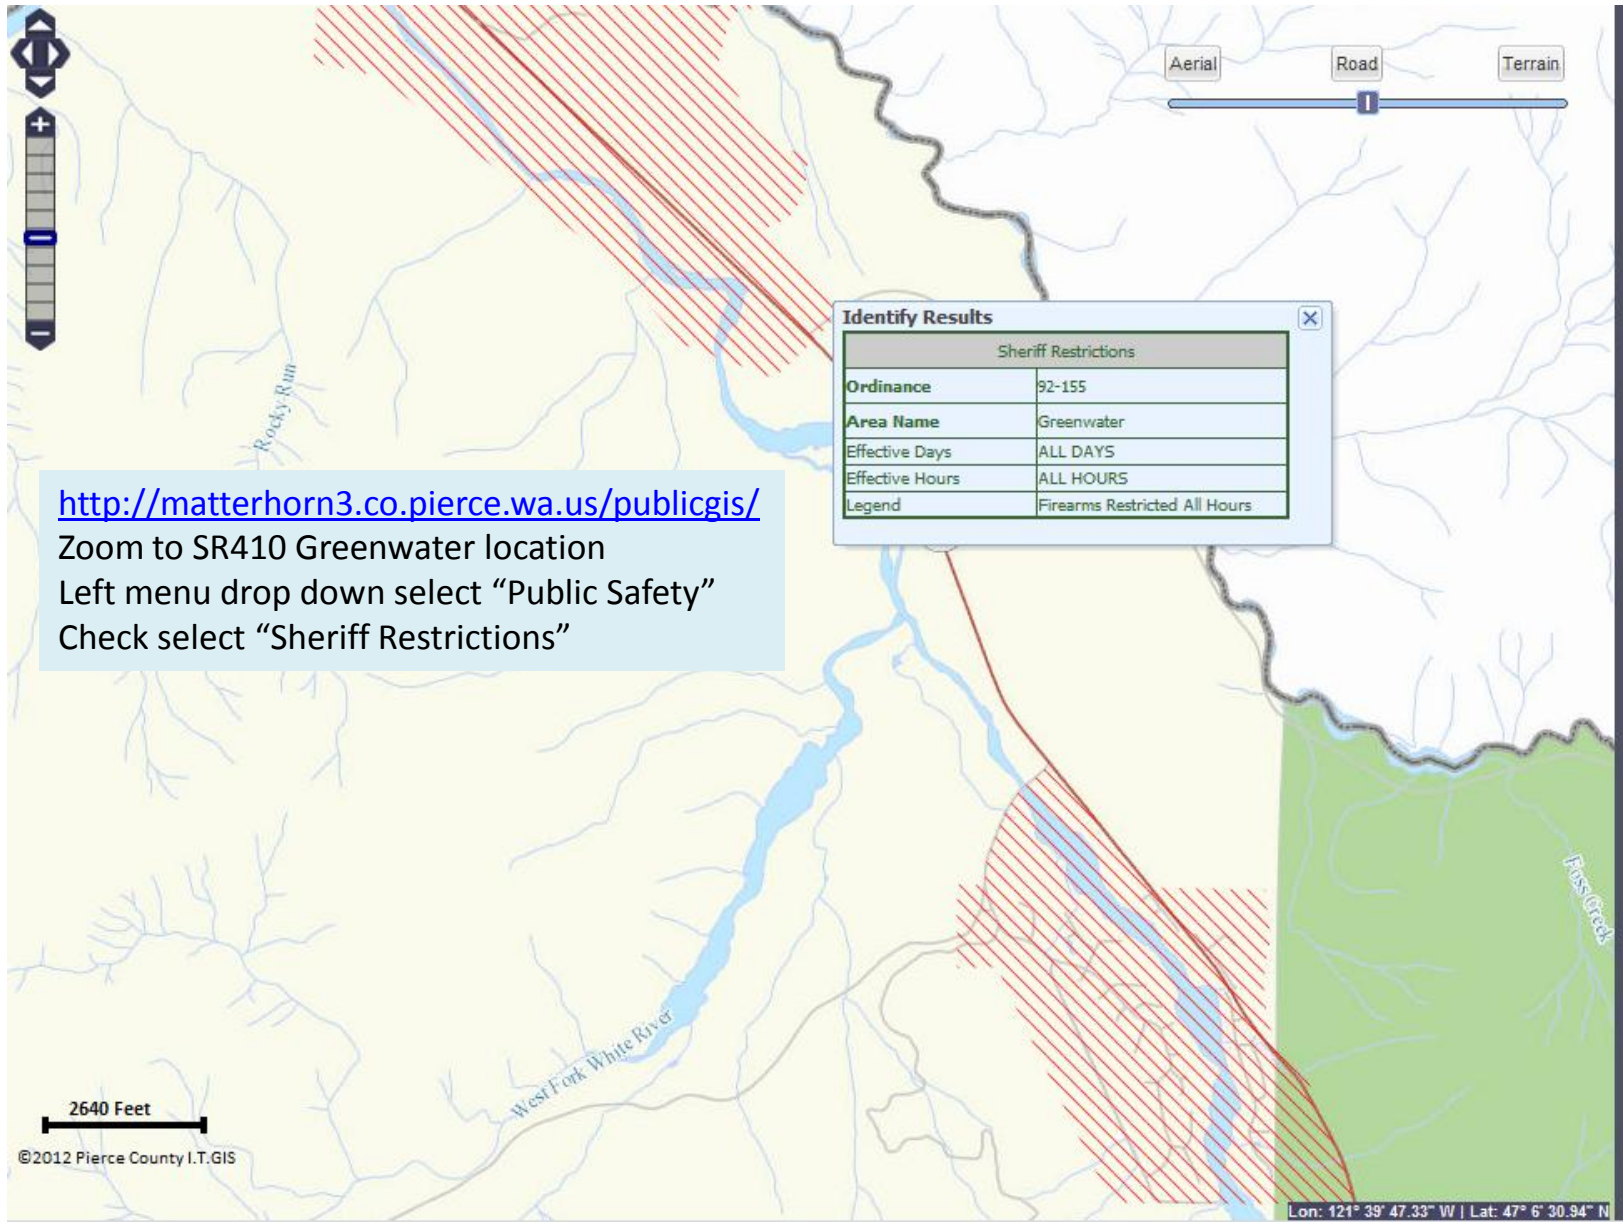 Aerial
Road
Terrain
Identify Results
Sheriff Restrictions
Ordinance 92-155
Area Name Greenwater
Effective Days ALL DAYS
Effective Hours ALL HOURS
Legend Firearms Restricted All Hours
Rocky Run
http://matterhorn3.co.pierce.wa.us/publicgis/
Zoom to SR410 Greenwater location
Left menu drop down select “Public Safety”
Check select “Sheriff Restrictions”
Foss Creek
West Fork White River
2640 Feet
©2012 Pierce County I.T.GIS
Lon: 121° 39' 47.33" W | Lat: 47° 6' 30.94" N